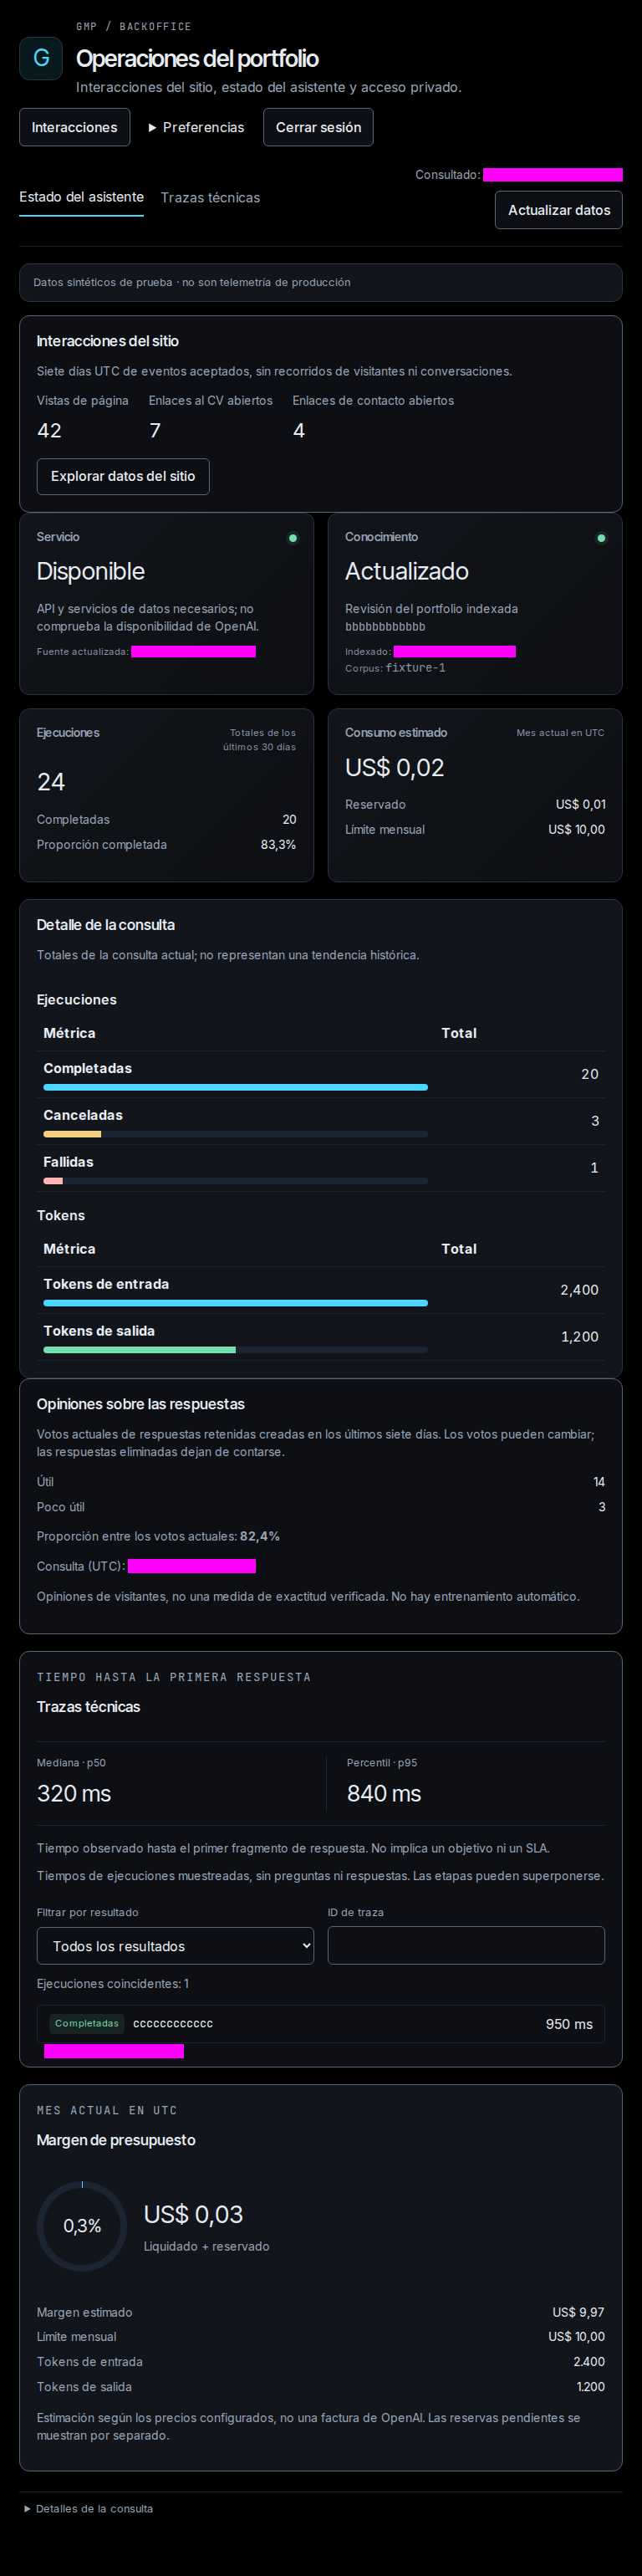 GMP / BACKOFFICE
G
Operaciones del portfolio
Interacciones del sitio, estado del asistente y acceso privado.
Interacciones
▶ Preferencias
Cerrar sesión
Consultado:
Estado del asistente
Trazas técnicas
Actualizar datos
Datos sintéticos de prueba · no son telemetría de producción
Interacciones del sitio
Siete días UTC de eventos aceptados, sin recorridos de visitantes ni conversaciones.
Vistas de página
Enlaces al CV abiertos
Enlaces de contacto abiertos
42
7
4
Explorar datos del sitio
Servicio
Disponible
API y servicios de datos necesarios; no
comprueba la disponibilidad de OpenAI.
Fuente actualizada:
Conocimiento
Actualizado
Revisión del portfolio indexada
bbbbbbbbbbbb
Indexado:
Corpus: fixture-1
Ejecuciones
Totales de los
últimos 30 días
24
Completadas 20
Proporción completada 83,3%
Consumo estimado
Mes actual en UTC
US$ 0,02
Reservado US$ 0,01
Límite mensual US$ 10,00
Detalle de la consulta
Totales de la consulta actual; no representan una tendencia histórica.
Ejecuciones
Métrica Total
Completadas 20
Canceladas 3
Fallidas 1
Tokens
Métrica Total
Tokens de entrada 2,400
Tokens de salida 1,200
Opiniones sobre las respuestas
Votos actuales de respuestas retenidas creadas en los últimos siete días. Los votos pueden cambiar;
las respuestas eliminadas dejan de contarse.
Útil 14
Poco útil 3
Proporción entre los votos actuales: 82,4%
Consulta (UTC):
Opiniones de visitantes, no una medida de exactitud verificada. No hay entrenamiento automático.
TIEMPO HASTA LA PRIMERA RESPUESTA
Trazas técnicas
Mediana · p50
320 ms
Percentil · p95
840 ms
Tiempo observado hasta el primer fragmento de respuesta. No implica un objetivo ni un SLA.
Tiempos de ejecuciones muestreadas, sin preguntas ni respuestas. Las etapas pueden superponerse.
Filtrar por resultado
Todos los resultados
ID de traza
Ejecuciones coincidentes: 1
Completadas cccccccccccc 950 ms
MES ACTUAL EN UTC
Margen de presupuesto
0,3%
US$ 0,03
Liquidado + reservado
Margen estimado US$ 9,97
Límite mensual US$ 10,00
Tokens de entrada 2.400
Tokens de salida 1.200
Estimación según los precios configurados, no una factura de OpenAI. Las reservas pendientes se
muestran por separado.
▶ Detalles de la consulta